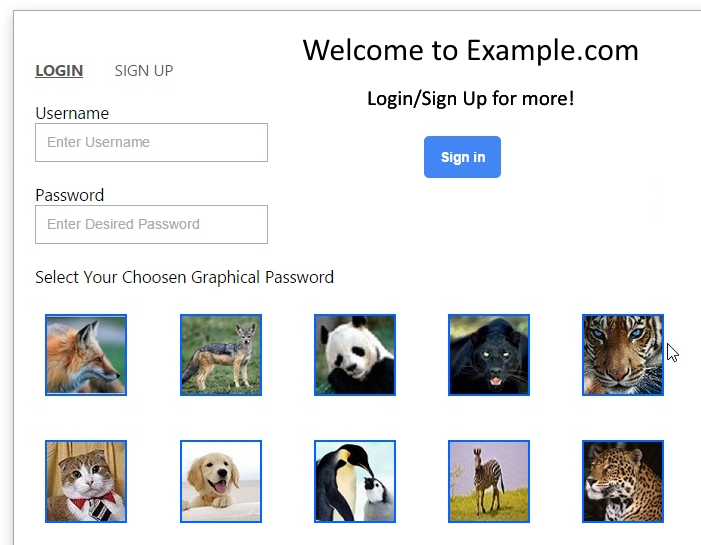 Welcome to Example.com
LOGIN SIGN UP
Login/Sign Up for more!
Username
Enter Username
Sign in
Password
Enter Desired Password
Select Your Choosen Graphical Password